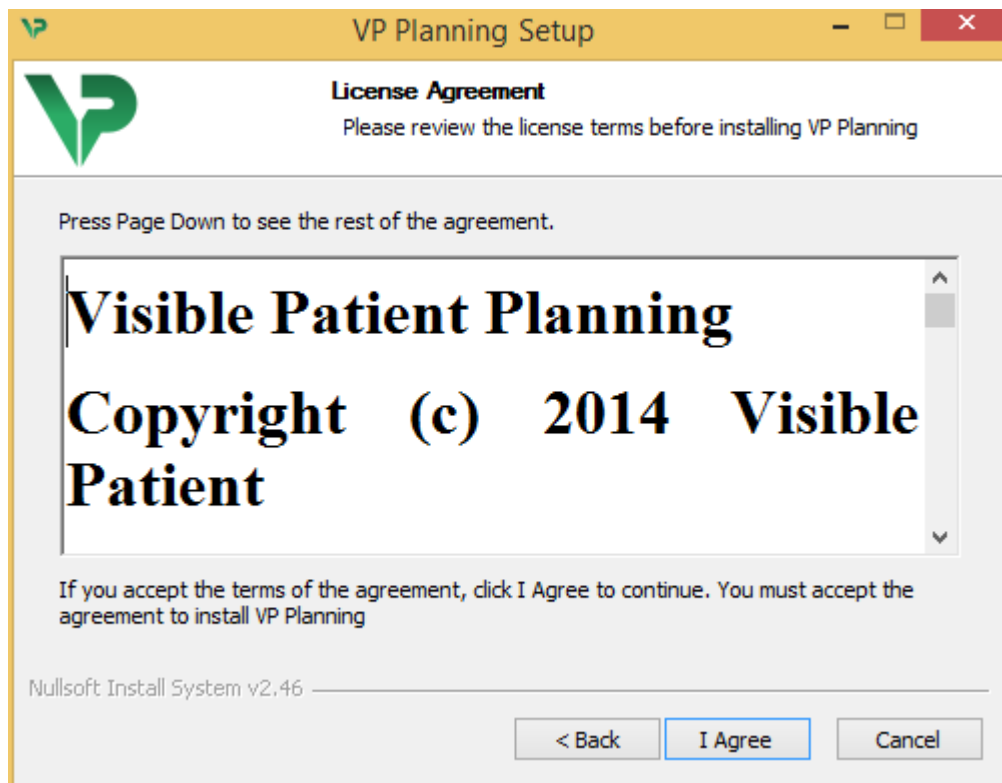 VP
VP Planning Setup
VP
License Agreement
Please review the license terms before installing VP Planning
Press Page Down to see the rest of the agreement.
Visible Patient Planning
Copyright (c) 2014 Visible
Patient
If you accept the terms of the agreement, click I Agree to continue. You must accept the
agreement to install VP Planning
Nullsoft Install System v2.46
< Back
I Agree
Cancel